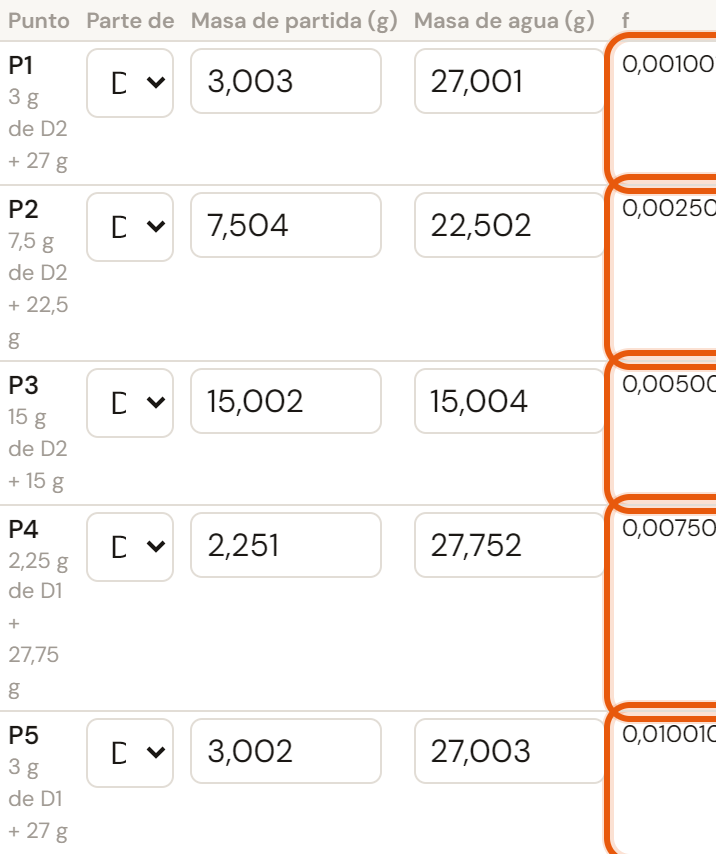 Punto Parte de Masa de partida (g) Masa de agua (g) f
P1 3,003 27,001 0,00100
3 g
de D2
+ 27 g
P2 7,504 22,502 0,00250
7,5 g
de D2
+ 22,5
g
P3 15,002 15,004 0,00500
15 g
de D2
+ 15 g
P4 2,251 27,752 0,00750
2,25 g
de D1
+
27,75
g
P5 3,002 27,003 0,010010
3 g
de D1
+ 27 g